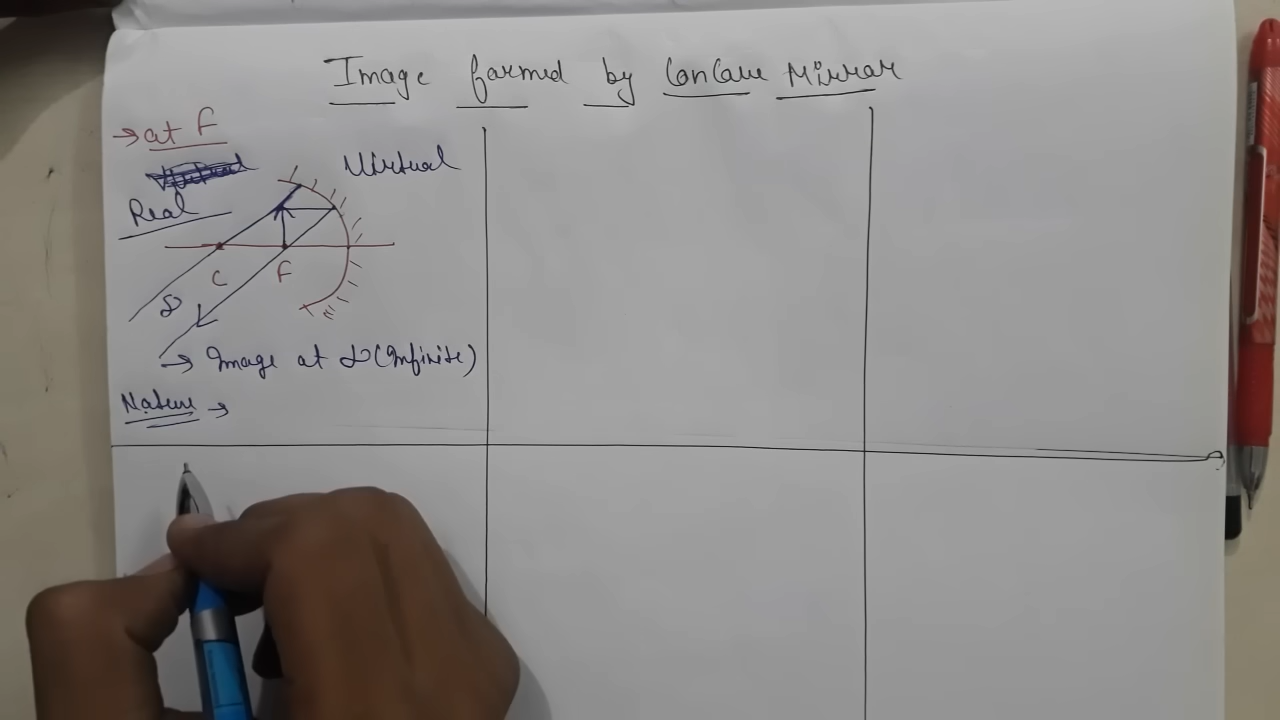 Image formed by Concave Mirror
→ at F
Virtual
Real
C
F
∞
→ Image at ∞ (Infinite)
Nature →